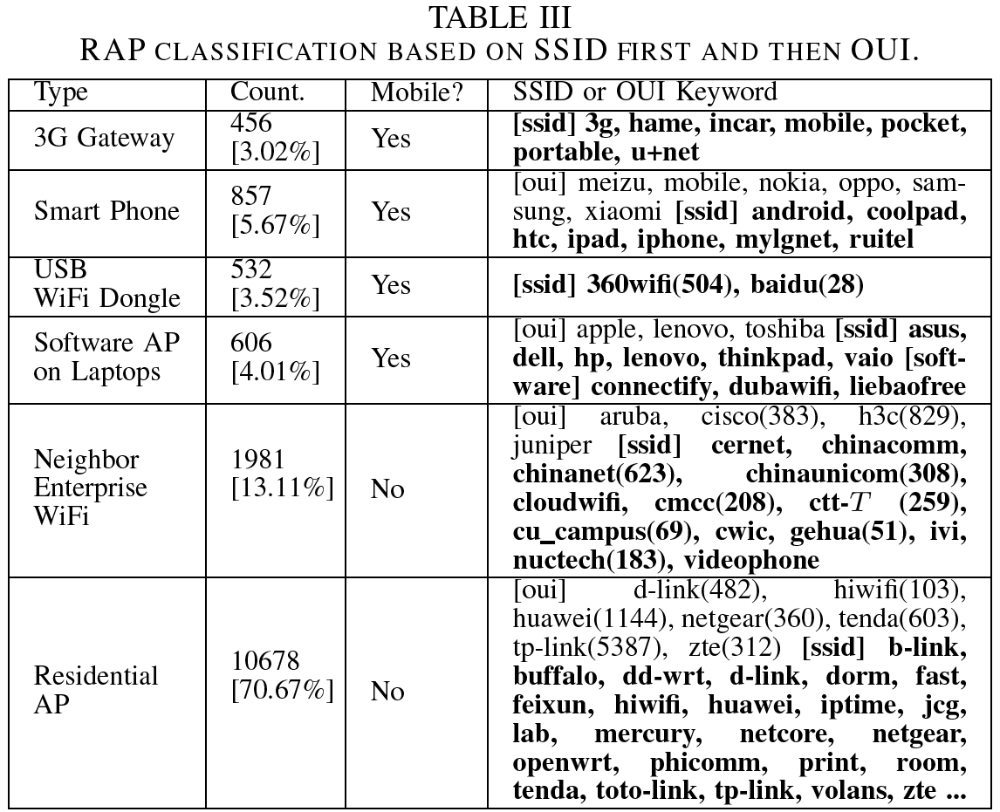 TABLE III
RAP CLASSIFICATION BASED ON SSID FIRST AND THEN OUI.
Type Count. Mobile? SSID or OUI Keyword
3G Gateway
456
[3.02%]
Yes
[ssid] 3g, hame, incar, mobile, pocket,
portable, u+net
Smart Phone
857
[5.67%]
Yes
[oui] meizu, mobile, nokia, oppo, sam-
sung, xiaomi [ssid] android, coolpad,
htc, ipad, iphone, mylgnet, ruitel
USB
WiFi Dongle
532
[3.52%]
Yes
[ssid] 360wifi(504), baidu(28)
Software AP
on Laptops
606
[4.01%]
Yes
[oui] apple, lenovo, toshiba [ssid] asus,
dell, hp, lenovo, thinkpad, vaio [soft-
ware] connectify, dubawifi, liebaofree
Neighbor
Enterprise
WiFi
1981
[13.11%]
No
[oui] aruba, cisco(383), h3c(829),
juniper [ssid] cernet, chinacomm,
chinanet(623), chinaunicom(308),
cloudwifi, cmcc(208), ctt-T (259),
cu_campus(69), cwic, gehua(51), ivi,
nuctech(183), videophone
Residential
AP
10678
[70.67%]
No
[oui] d-link(482), hiwifi(103),
huawei(1144), netgear(360), tenda(603),
tp-link(5387), zte(312) [ssid] b-link,
buffalo, dd-wrt, d-link, dorm, fast,
feixun, hiwifi, huawei, iptime, jcg,
lab, mercury, netcore, netgear,
openwrt, phicomm, print, room,
tenda, toto-link, tp-link, volans, zte ...